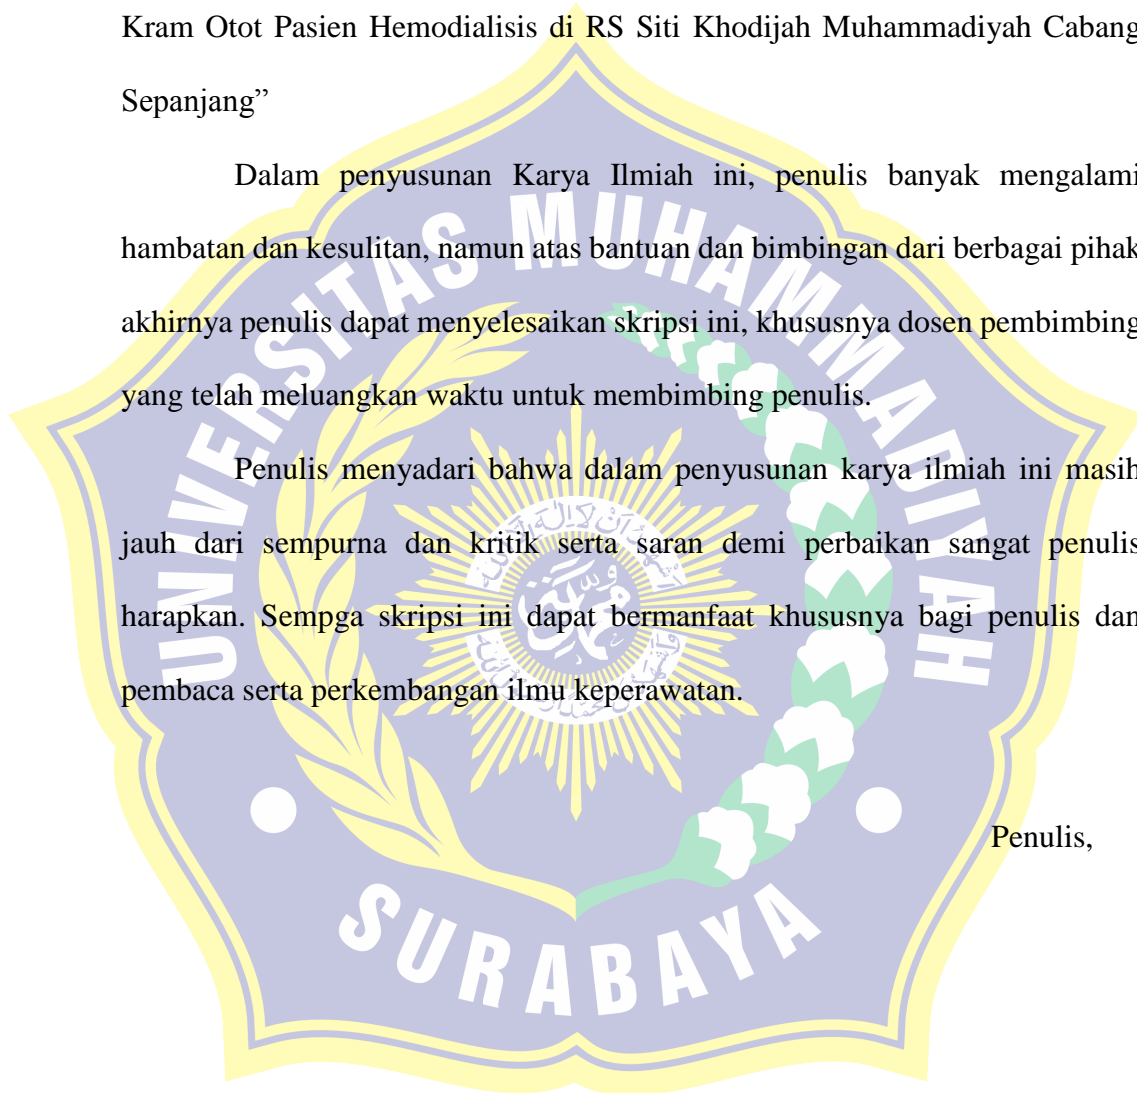 Kram Otot Pasien Hemodialisis di RS Siti Khodijah Muhammadiyah Cabang
Sepanjang”
Dalam penyusunan Karya Ilmiah ini, penulis banyak mengalami
hambatan dan kesulitan, namun atas bantuan dan bimbingan dari berbagai pihak
akhirnya penulis dapat menyelesaikan skripsi ini, khususnya dosen pembimbing
yang telah meluangkan waktu untuk membimbing penulis.
Penulis menyadari bahwa dalam penyusunan karya ilmiah ini masih
jauh dari sempurna dan kritik serta saran demi perbaikan sangat penulis
harapkan. Sempga skripsi ini dapat bermanfaat khususnya bagi penulis dan
pembaca serta perkembangan ilmu keperawatan.
Penulis,
UNIVERSITAS MUHAMMADIYAH
SURABAYA